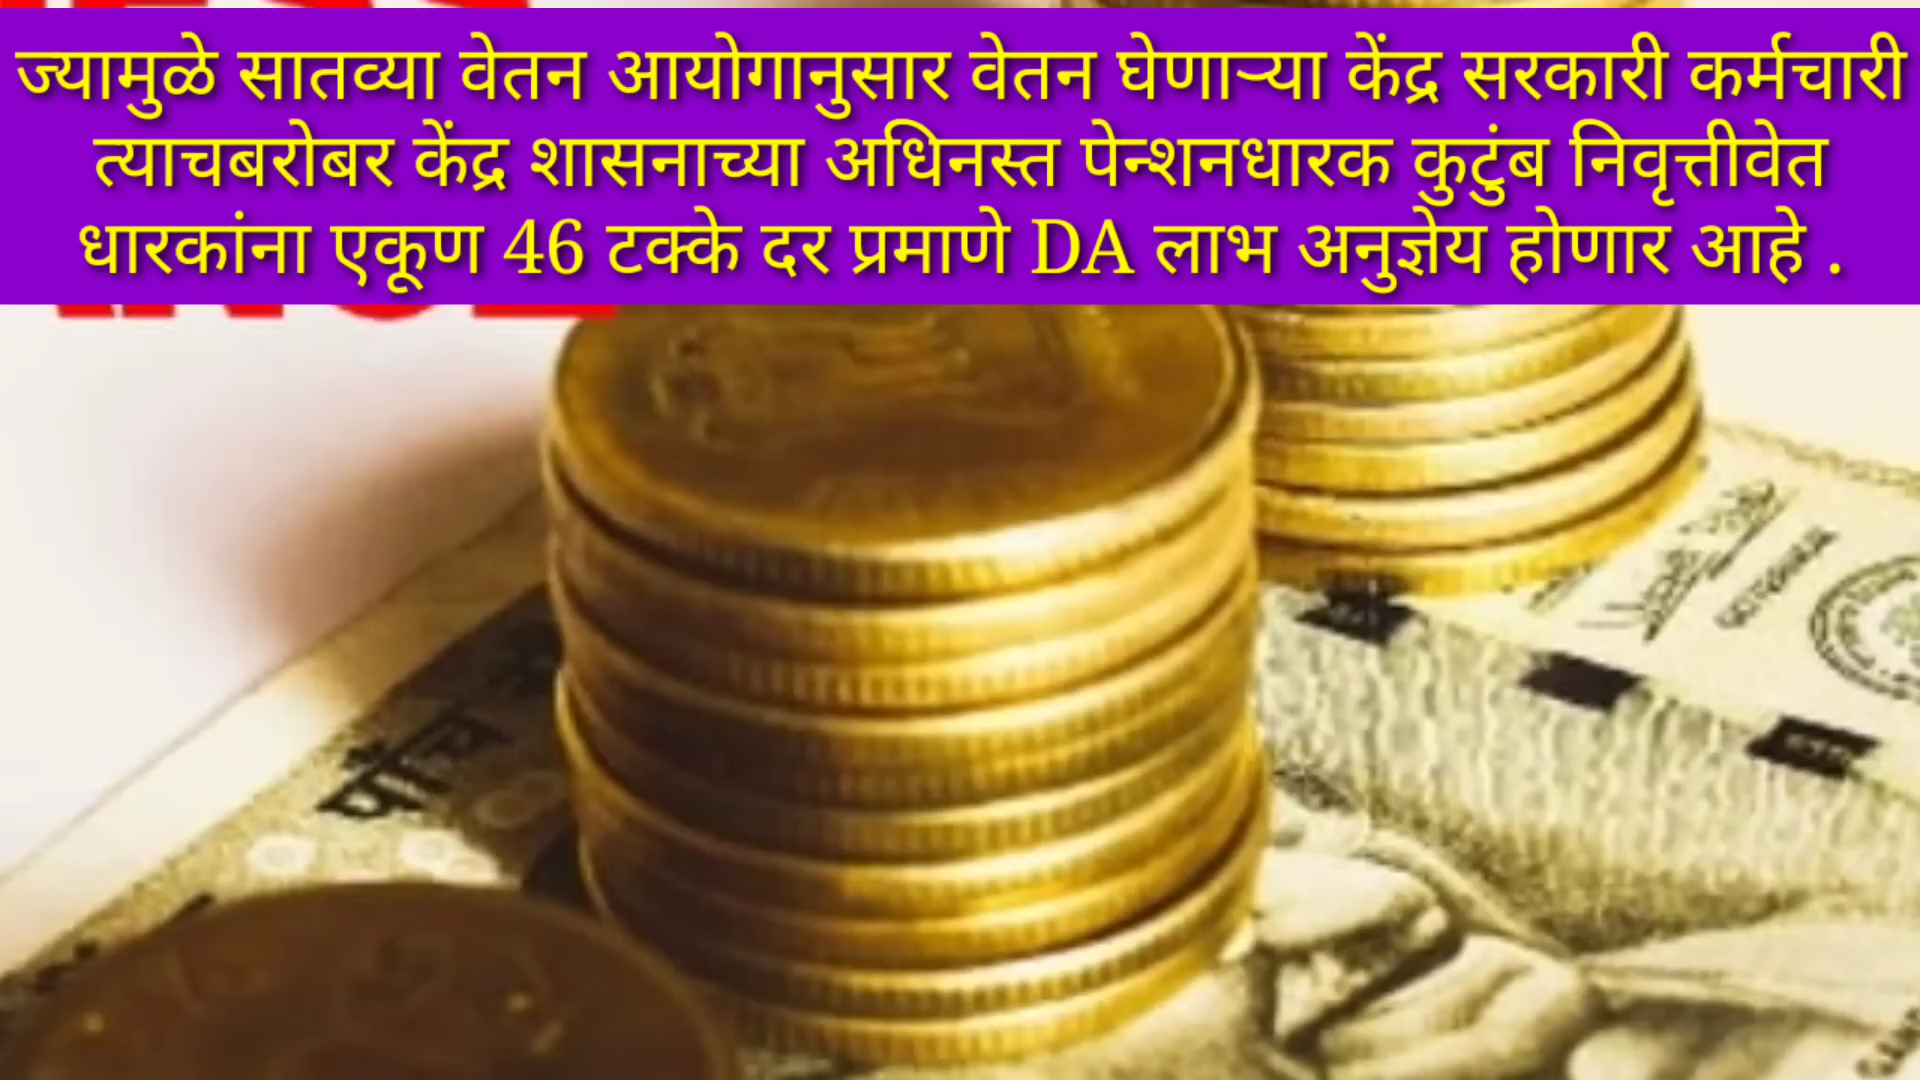 ज्यामुळे सातव्या वेतन आयोगानुसार वेतन घेणाऱ्या केंद्र सरकारी कर्मचारी
त्याचबरोबर केंद्र शासनाच्या अधिनस्त पेन्शनधारक कुटुंब निवृत्तीवेत
धारकांना एकूण 46 टक्के दर प्रमाणे DA लाभ अनुज्ञेय होणार आहे .
पाँच